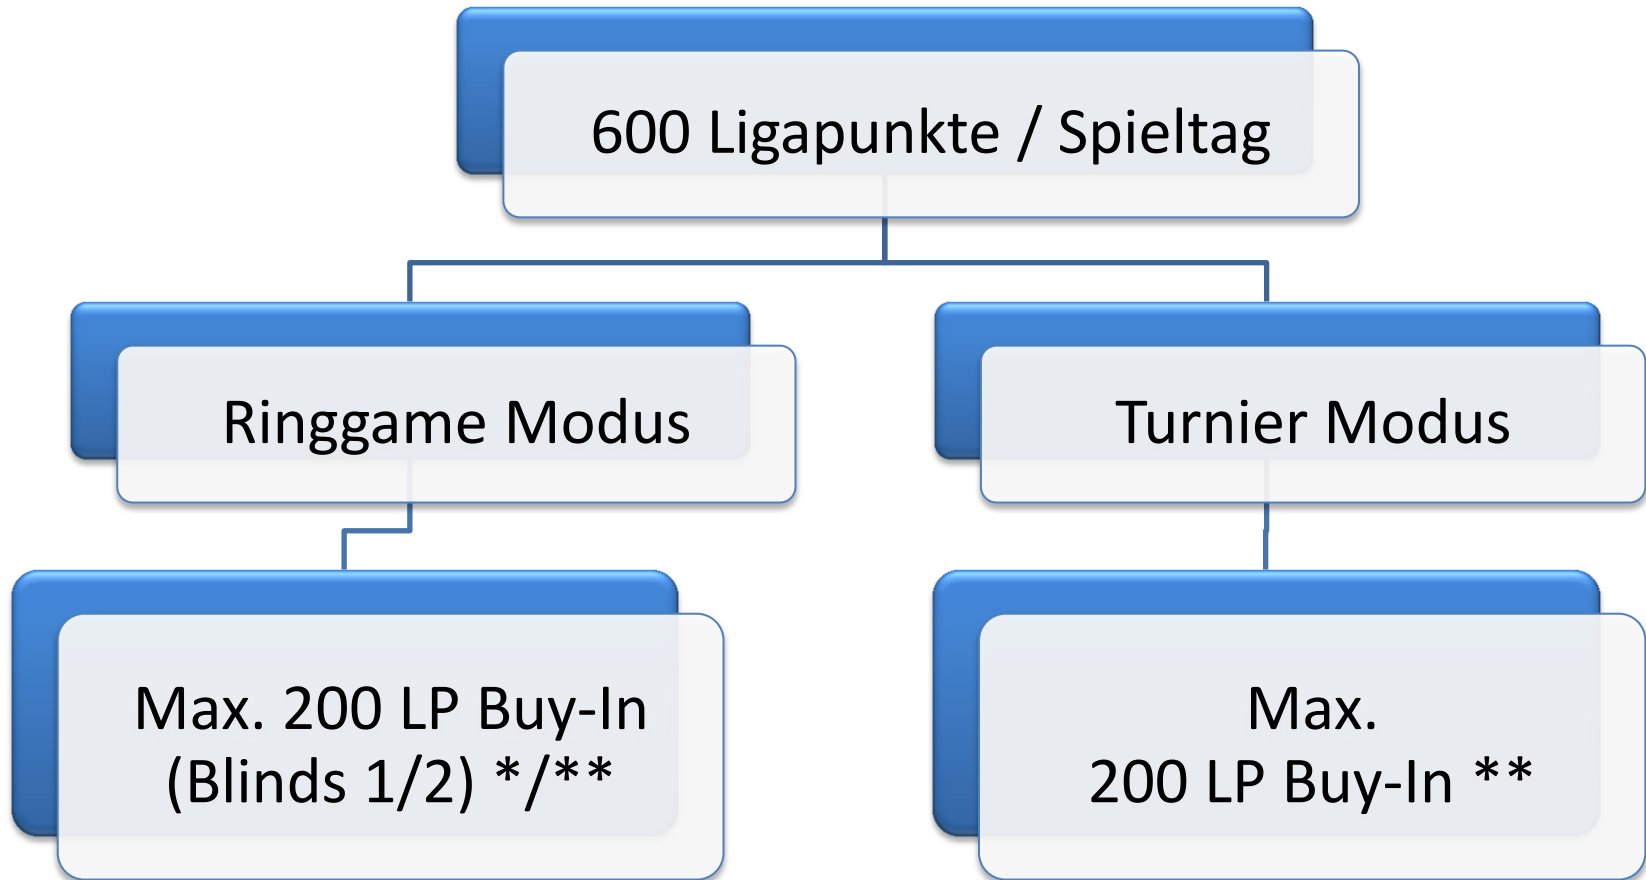 600 Ligapunkte / Spieltag
Ringgame Modus
Turnier Modus
Max. 200 LP Buy-In
(Blinds 1/2) */**
Max.
200 LP Buy-In **